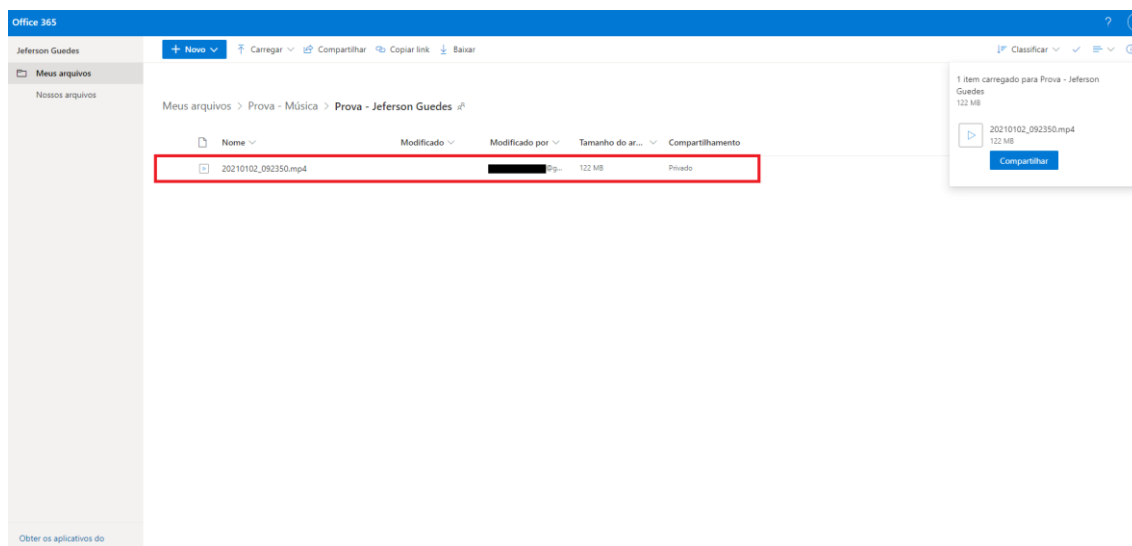 Office 365
?
Jeferson Guedes
+ Novo Carregar Compartilhar Copiar link Baixar
Classificar
Meus arquivos
Nossos arquivos
1 item carregado para Prova - Jeferson
Guedes
122 MB
20210102_092350.mp4
122 MB
Compartilhar
Meus arquivos > Prova - Música > Prova - Jeferson Guedes
Nome Modificado Modificado por Tamanho do ar... Compartilhamento
20210102_092350.mp4 @g... 122 MB Privado
Obter os aplicativos do